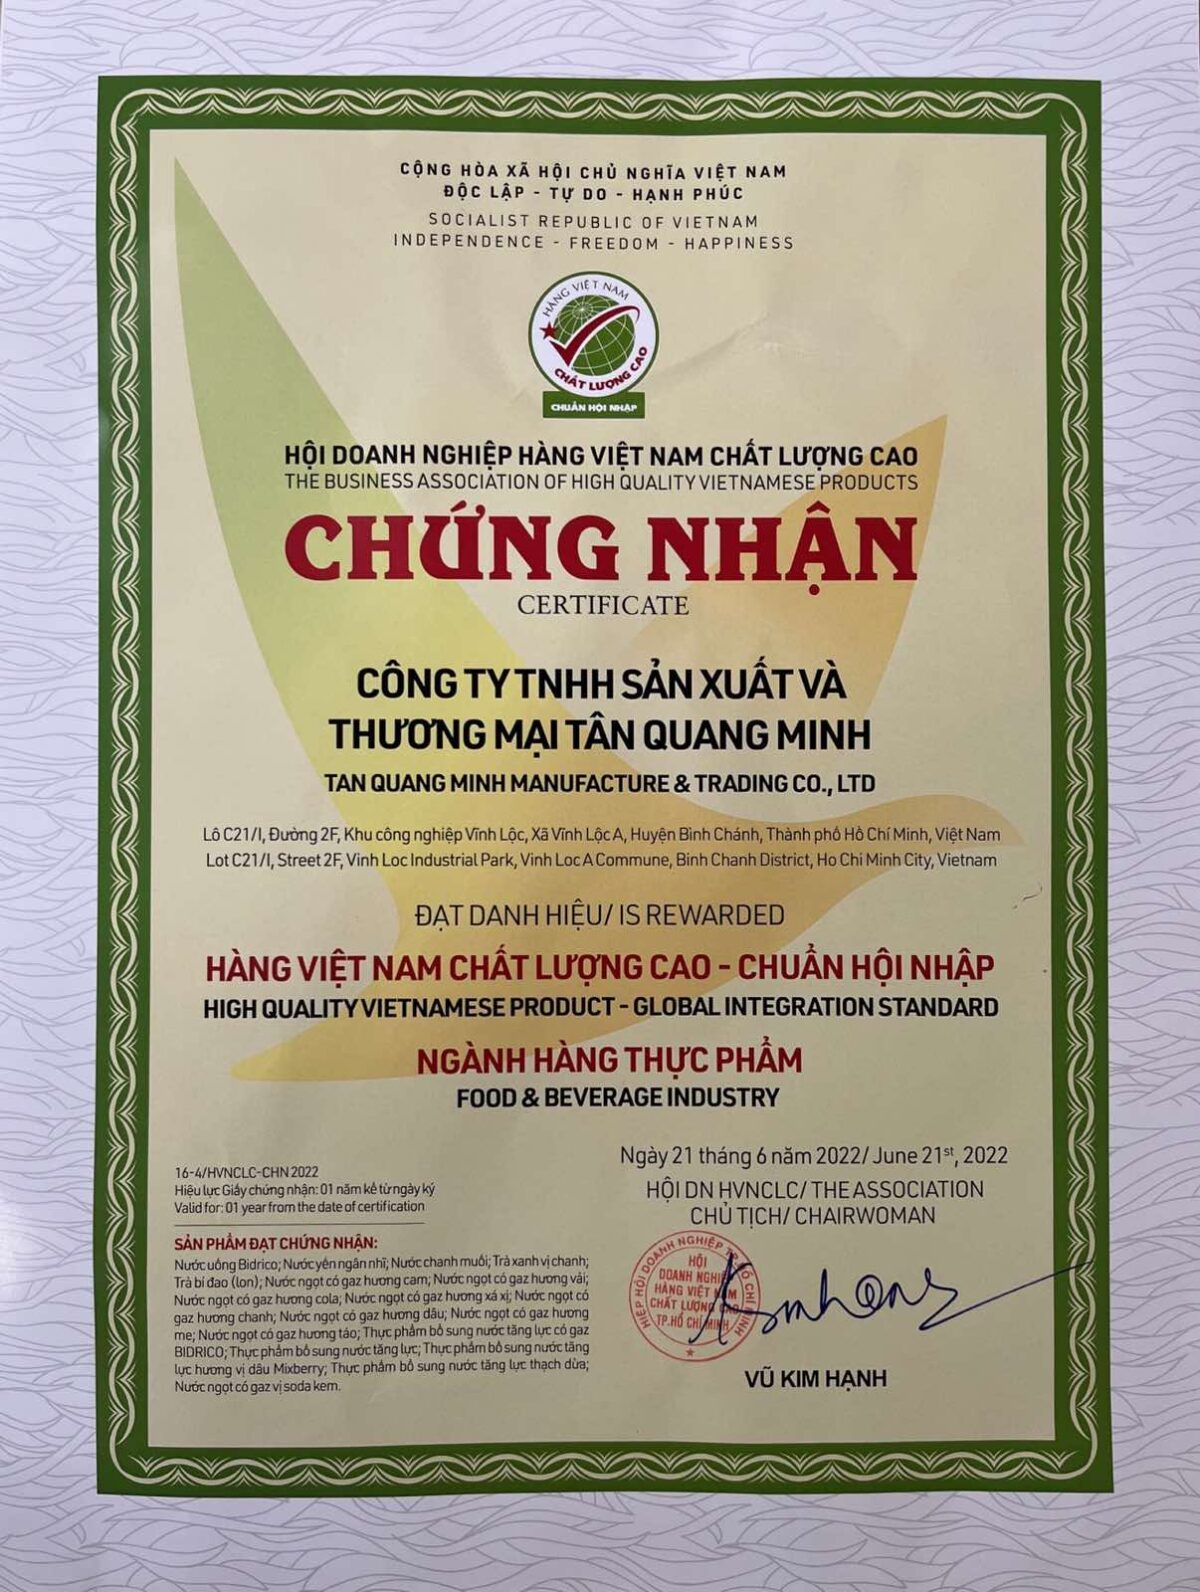 CỘNG HÒA XÃ HỘI CHỦ NGHĨA VIỆT NAM
ĐỘC LẬP - TỰ DO - HẠNH PHÚC
SOCIALIST REPUBLIC OF VIETNAM
INDEPENDENCE - FREEDOM - HAPPINESS
HÀNG VIỆT NAM
CHẤT LƯỢNG CAO
CHUẨN HỘI NHẬP
HỘI DOANH NGHIỆP HÀNG VIỆT NAM CHẤT LƯỢNG CAO
THE BUSINESS ASSOCIATION OF HIGH QUALITY VIETNAMESE PRODUCTS
CHỨNG NHẬN
CERTIFICATE
CÔNG TY TNHH SẢN XUẤT VÀ
THƯƠNG MẠI TÂN QUANG MINH
TAN QUANG MINH MANUFACTURE & TRADING CO., LTD
Lô C21/I, Đường 2F, Khu công nghiệp Vĩnh Lộc, Xã Vĩnh Lộc A, Huyện Bình Chánh, Thành phố Hồ Chí Minh, Việt Nam
Lot C21/I, Street 2F, Vinh Loc Industrial Park, Vinh Loc A Commune, Binh Chanh District, Ho Chi Minh City, Vietnam
ĐẠT DANH HIỆU/ IS REWARDED
HÀNG VIỆT NAM CHẤT LƯỢNG CAO - CHUẨN HỘI NHẬP
HIGH QUALITY VIETNAMESE PRODUCT - GLOBAL INTEGRATION STANDARD
NGÀNH HÀNG THỰC PHẨM
FOOD & BEVERAGE INDUSTRY
16-4/HVNCLC-CHN 2022
Hiệu lực Giấy chứng nhận: 01 năm kể từ ngày ký
Valid for: 01 year from the date of certification
SẢN PHẨM ĐẠT CHỨNG NHẬN:
Nước uống Bidrico; Nước yến ngân nhĩ; Nước chanh muối; Trà xanh vị chanh;
Trà bí đao (lon); Nước ngọt có gaz hương cam; Nước ngọt có gaz hương vải;
Nước ngọt có gaz hương cola; Nước ngọt có gaz hương xá xị; Nước ngọt có
gaz hương chanh; Nước ngọt có gaz hương dâu; Nước ngọt có gaz hương
me; Nước ngọt có gaz hương táo; Thực phẩm bổ sung nước tăng lực có gaz
BIDRICO; Thực phẩm bổ sung nước tăng lực; Thực phẩm bổ sung nước tăng
lực hương vị dâu Mixberry; Thực phẩm bổ sung nước tăng lực thạch dừa;
Nước ngọt có gaz vị soda kem.
Ngày 21 tháng 6 năm 2022/ June 21st, 2022
HỘI DN HVNCLC/ THE ASSOCIATION
CHỦ TỊCH/ CHAIRWOMAN
HIỆP HỘI DOANH NGHIỆP TP.HỒ CHÍ MINH
HỘI
DOANH NGHIỆP
HÀNG VIỆT NAM
CHẤT LƯỢNG CAO
TP.HỒ CHÍ MINH
VŨ KIM HẠNH